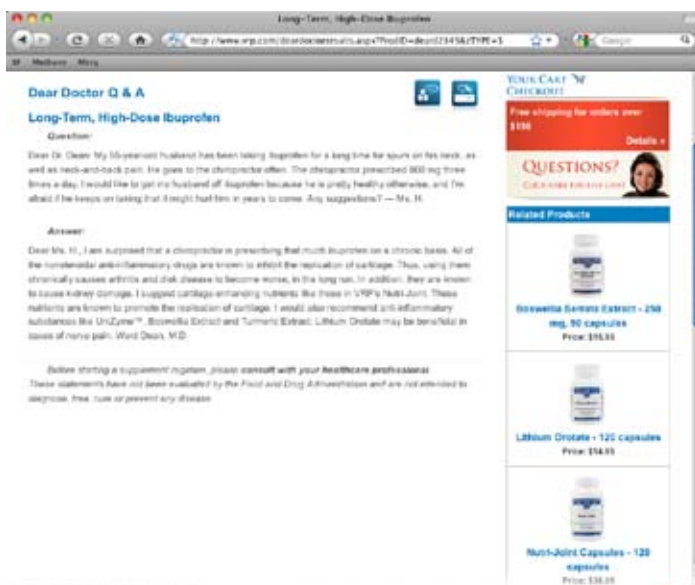 Long-Term, High-Dose Ibuprofen
Google
Dear Doctor Q & A
Long-Term, High-Dose Ibuprofen
Question:
Dear Dr. Dean: My husband has been taking ibuprofen for a long time for spurs on his neck, as
well as neck-and-back pain. He goes to the chiropractor often. The chiropractor prescribed 800 mg three
times a day. I would like to get my husband off ibuprofen because he is pretty healthy otherwise, and I'm
afraid if he keeps on taking that it might hurt him in years to come. Any suggestions? — Ms. H.
Answer:
Dear Ms. H., I am surprised that a chiropractor is prescribing that much ibuprofen on a chronic basis. All of
the nonsteroidal anti-inflammatory drugs are known to inhibit the replication of cartilage. Thus, using them
chronically causes arthritis and disk disease to become worse, in the long run. In addition, they are known
to cause kidney damage. I suggest cartilage-enhancing nutrients like those in VRP's Nutri-Joint. These
nutrients are known to promote the replication of cartilage. I would also recommend anti-inflammatory
substances like UniZyme™, Boswellia Extract and Turmeric Extract. Lithium Orotate may be beneficial in
cases of nerve pain. Ward Dean, M.D.
Before starting a supplement regimen, please consult with your healthcare professional.
These statements have not been evaluated by the Food and Drug Administration and are not intended to
diagnose, treat, cure or prevent any disease.
YOUR CART
CHECKOUT
Free shipping for orders over
Details »
QUESTIONS?
CLICK HERE FOR LIVE CHAT
Related Products
Boswellia Serrata Extract - 250
mg, 90 capsules
Price:
Lithium Orotate - 120 capsules
Price:
Nutri-Joint Capsules - 120
capsules
Price: